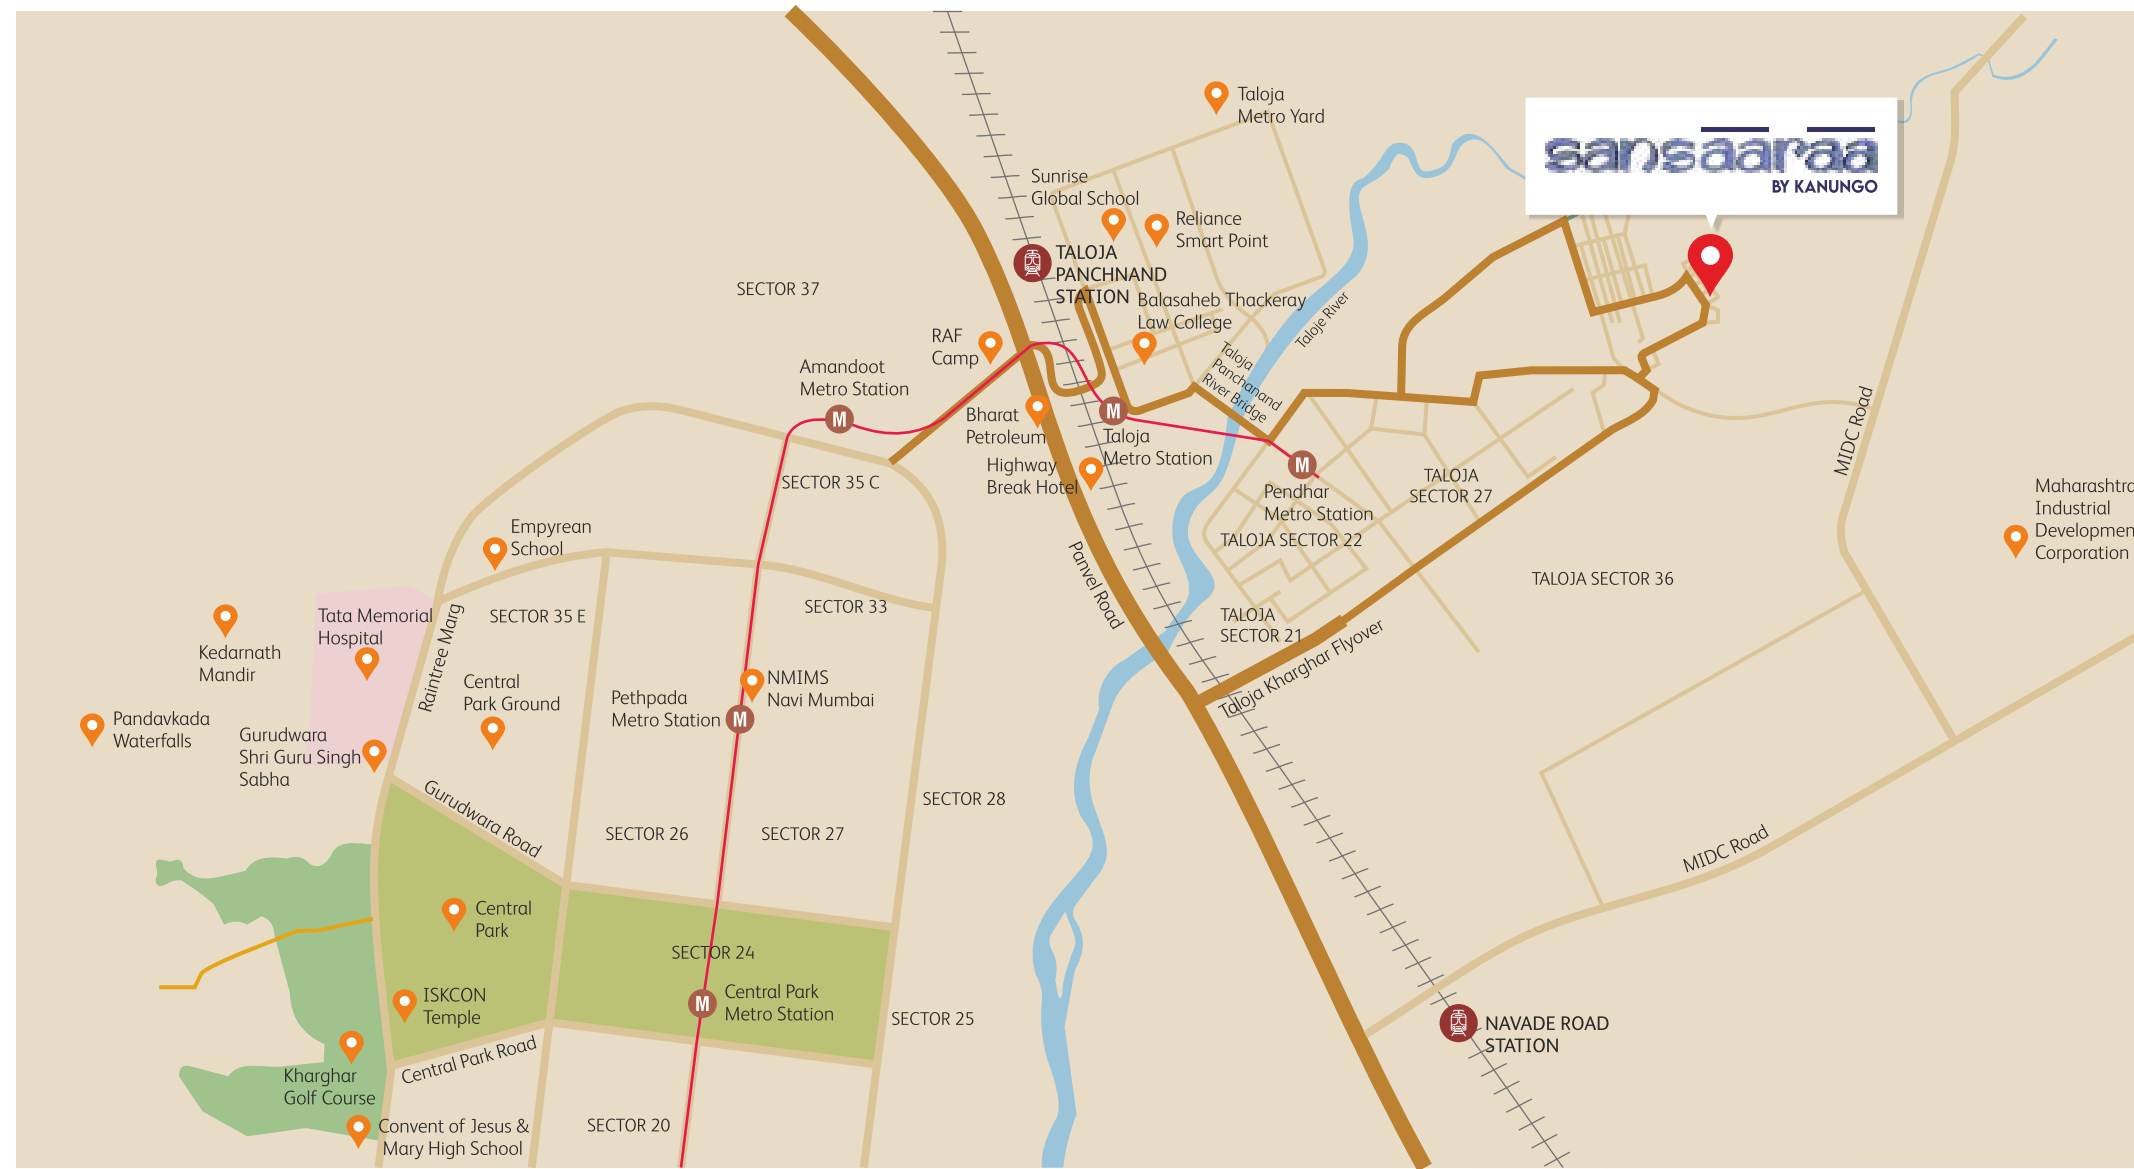 Taloja
Metro Yard
sansaaraa
BY KANUNGO
Sunrise
Global School
Reliance
Smart Point
TALOJA
PANCHNAND
STATION
SECTOR 37
Balasaheb Thackeray
Law College
Taloje River
RAF
Camp
Taloja
Panchanand
River Bridge
Amandoot
Metro Station
M
Bharat
Petroleum
M
Taloja
Metro Station
MIDC Road
Highway
Break Hotel
M
Pendhar
Metro Station
TALOJA
SECTOR 27
SECTOR 35 C
Maharashtra
Industrial
Developmen
Corporation
Empyrean
School
TALOJA SECTOR 22
Panvel Road
TALOJA SECTOR 36
SECTOR 33
SECTOR 35 E
Tata Memorial
Hospital
TALOJA
SECTOR 21
Taloja Kharghar Flyover
Kedarnath
Mandir
Raintree Marg
Central
Park Ground
NMIMS
Navi Mumbai
Pethpada
Metro Station
M
Pandavkada
Waterfalls
Gurudwara
Shri Guru Singh
Sabha
Gurudwara Road
SECTOR 28
SECTOR 26
SECTOR 27
MIDC Road
Central
Park
SECTOR 24
ISKCON
Temple
M
Central Park
Metro Station
SECTOR 25
NAVADE ROAD
STATION
Central Park Road
Kharghar
Golf Course
Convent of Jesus &
Mary High School
SECTOR 20